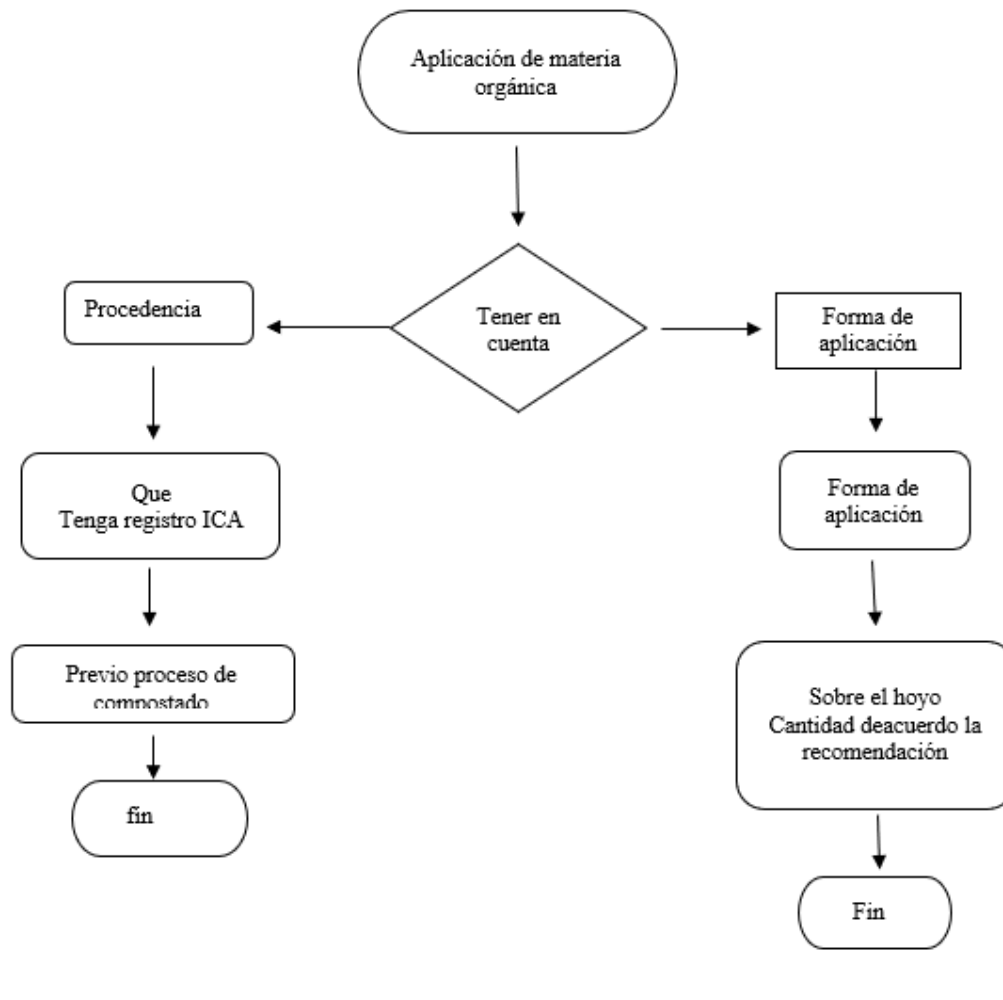 Aplicación de materia
orgánica
Tener en
cuenta
Procedencia
Que
Tenga registro ICA
Previo proceso de
compostado
fin
Forma de
aplicación
Forma de
aplicación
Sobre el hoyo
Cantidad deacuerdo la
recomendación
Fin